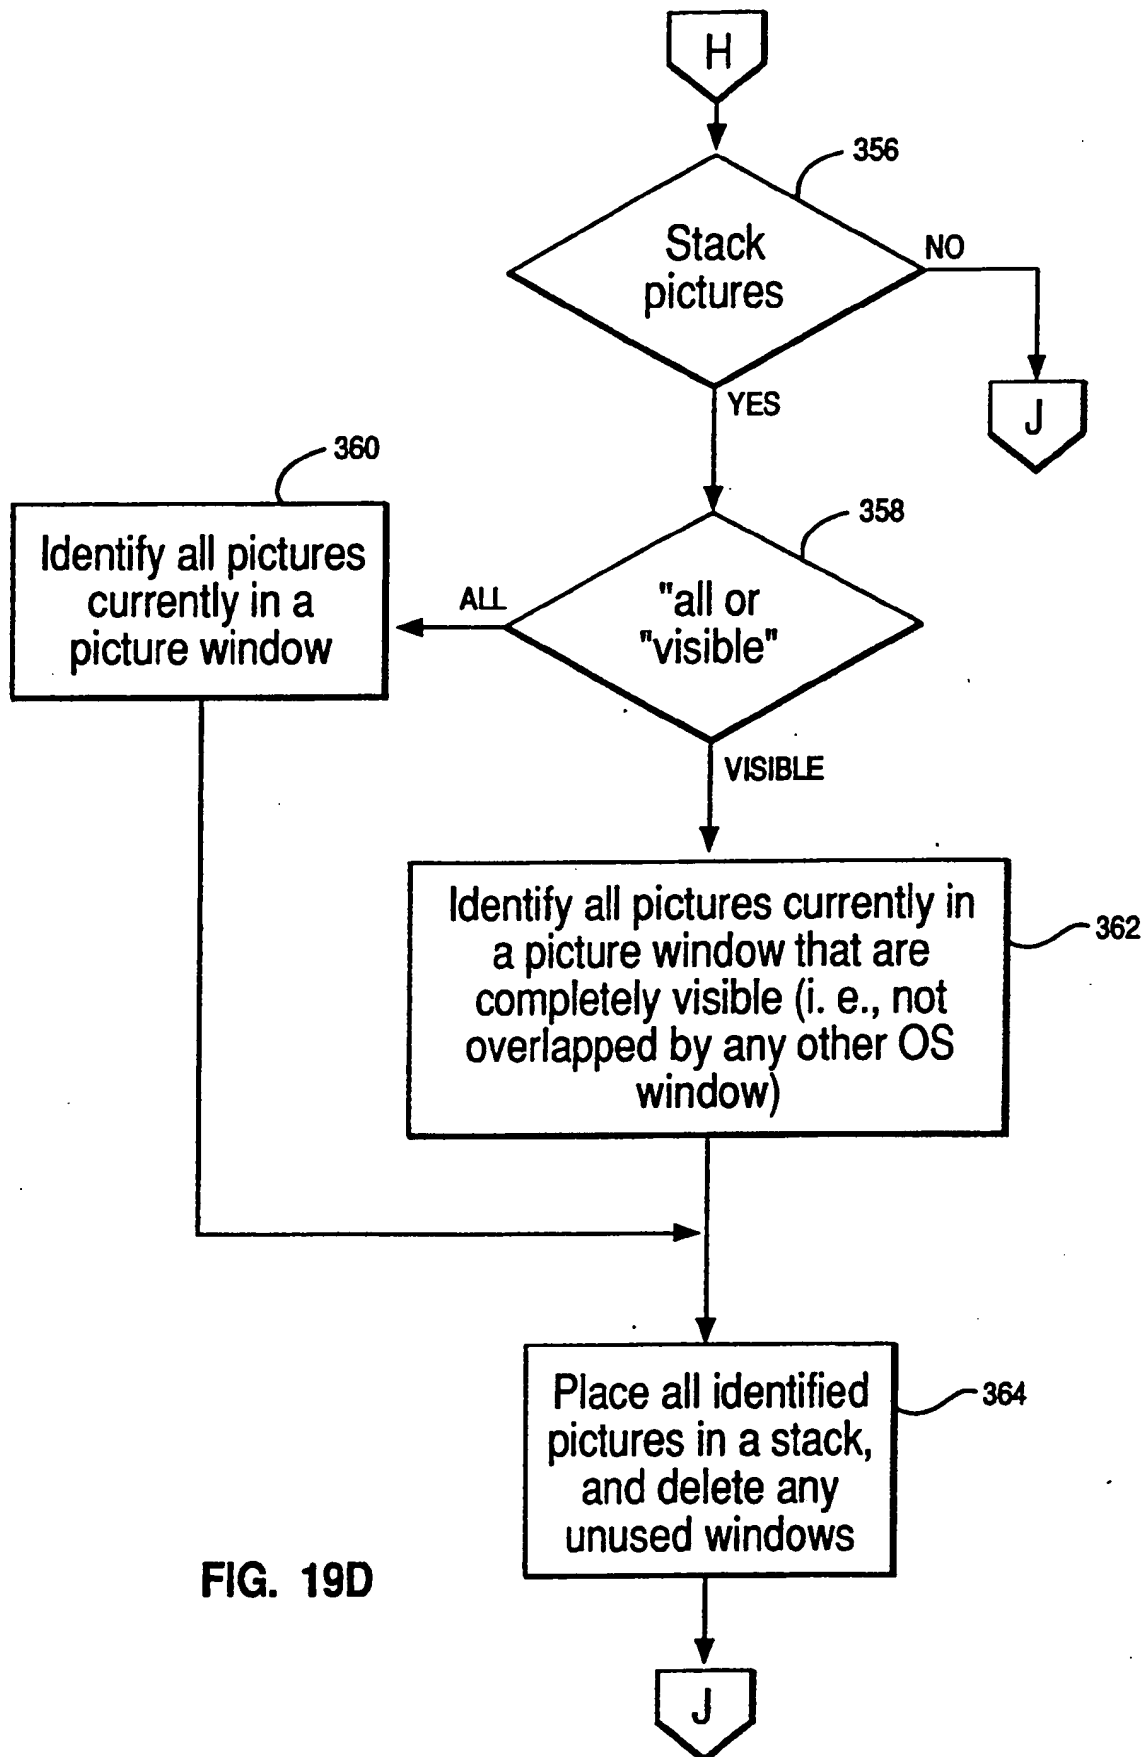 H
356
Stack
pictures
NO
J
YES
360
Identify all pictures
currently in a
picture window
ALL
358
"all or
"visible"
VISIBLE
Identify all pictures currently in
a picture window that are
completely visible (i. e., not
overlapped by any other OS
window)
362
Place all identified
pictures in a stack,
and delete any
unused windows
364
FIG. 19D
J